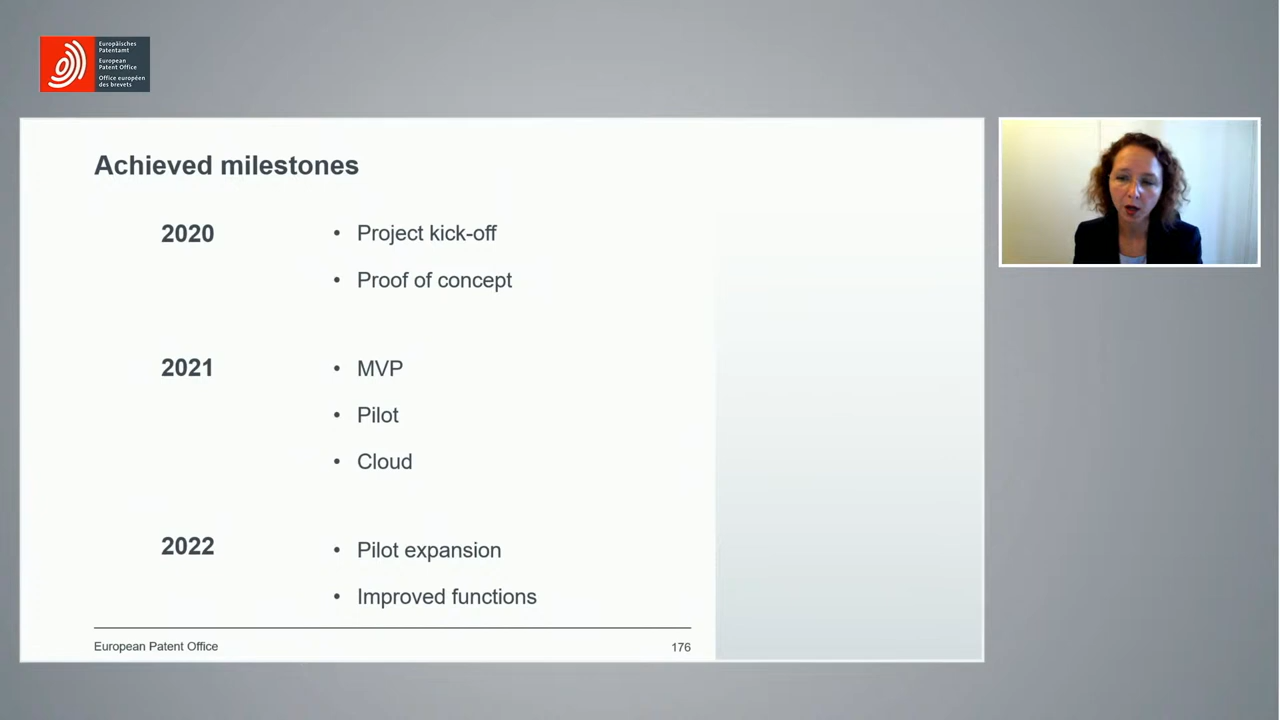 Europäisches
Patentamt
European
Patent Office
Office européen
des brevets
Achieved milestones
2020
• Project kick-off
• Proof of concept
2021
• MVP
• Pilot
• Cloud
2022
• Pilot expansion
• Improved functions
European Patent Office
176